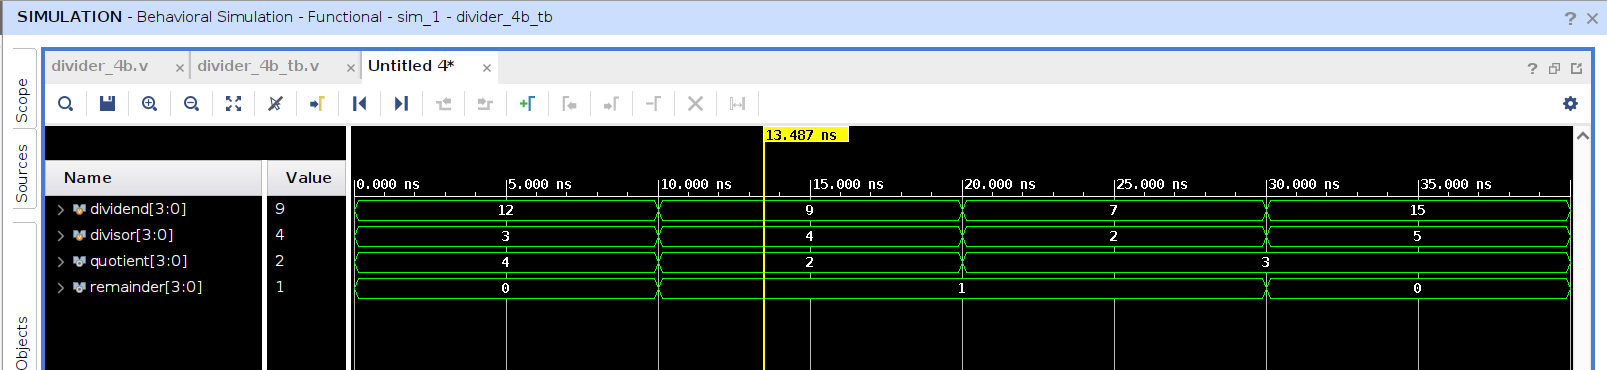 SIMULATION - Behavioral Simulation - Functional - sim_1 - divider_4b_tb
? ×
Scope
Sources
Objects
divider_4b.v × divider_4b_tb.v × Untitled 4* ×
?
13.487 ns
Name Value
0.000 ns 5.000 ns 10.000 ns 15.000 ns 20.000 ns 25.000 ns 30.000 ns 35.000 ns
dividend[3:0] 9 12 9 7 15
divisor[3:0] 4 3 4 2 5
quotient[3:0] 2 4 2 3
remainder[3:0] 1 0 1 0